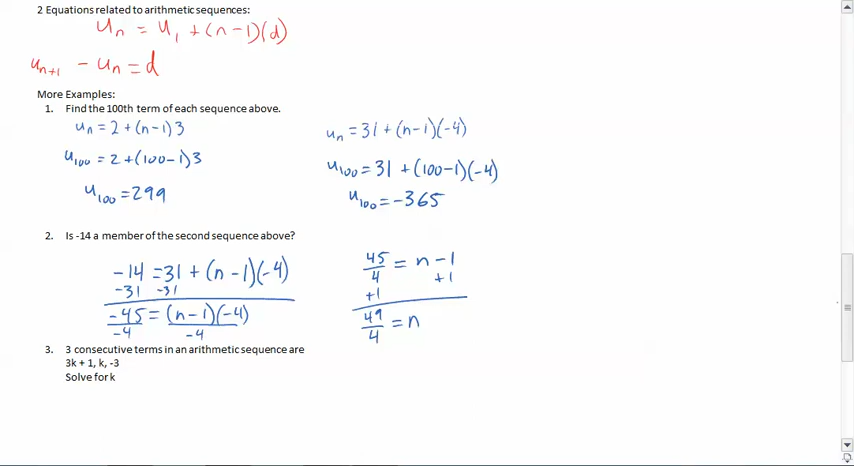 2 Equations related to arithmetic sequences:
uₙ = u₁ + (n-1)(d)
uₙ₊₁ - uₙ = d
More Examples:
1. Find the 100th term of each sequence above.
uₙ = 2 + (n-1)3
u₁₀₀ = 2 + (100-1)3
u₁₀₀ = 299
uₙ = 31 + (n-1)(-4)
u₁₀₀ = 31 + (100-1)(-4)
u₁₀₀ = -365
2. Is -14 a member of the second sequence above?
-14 = 31 + (n-1)(-4)
-31 -31
-45 = (n-1)(-4)
-4 -4
45/4 = n - 1
+1 +1
49/4 = n
3. 3 consecutive terms in an arithmetic sequence are
3k + 1, k, -3
Solve for k